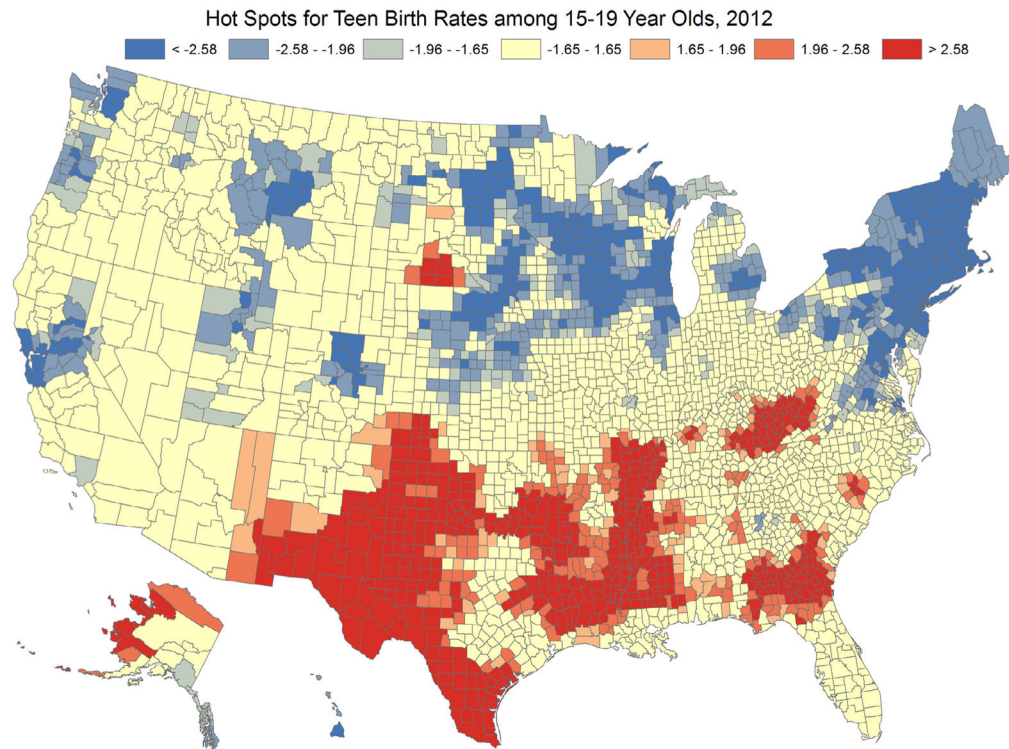 Hot Spots for Teen Birth Rates among 15-19 Year Olds, 2012
< -2.58 -2.58 - -1.96 -1.96 - -1.65 -1.65 - 1.65 1.65 - 1.96 1.96 - 2.58 > 2.58